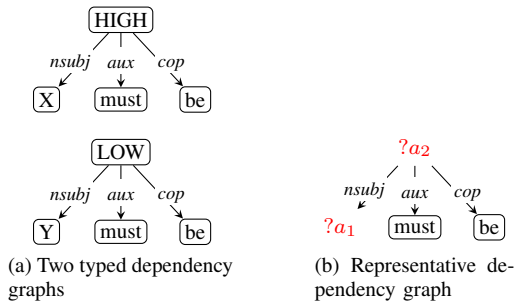 HIGH
nsubj aux cop
X must be
LOW
nsubj aux cop
Y must be
(a) Two typed dependency
graphs
?a2
nsubj aux cop
?a1 must be
(b) Representative de-
pendency graph